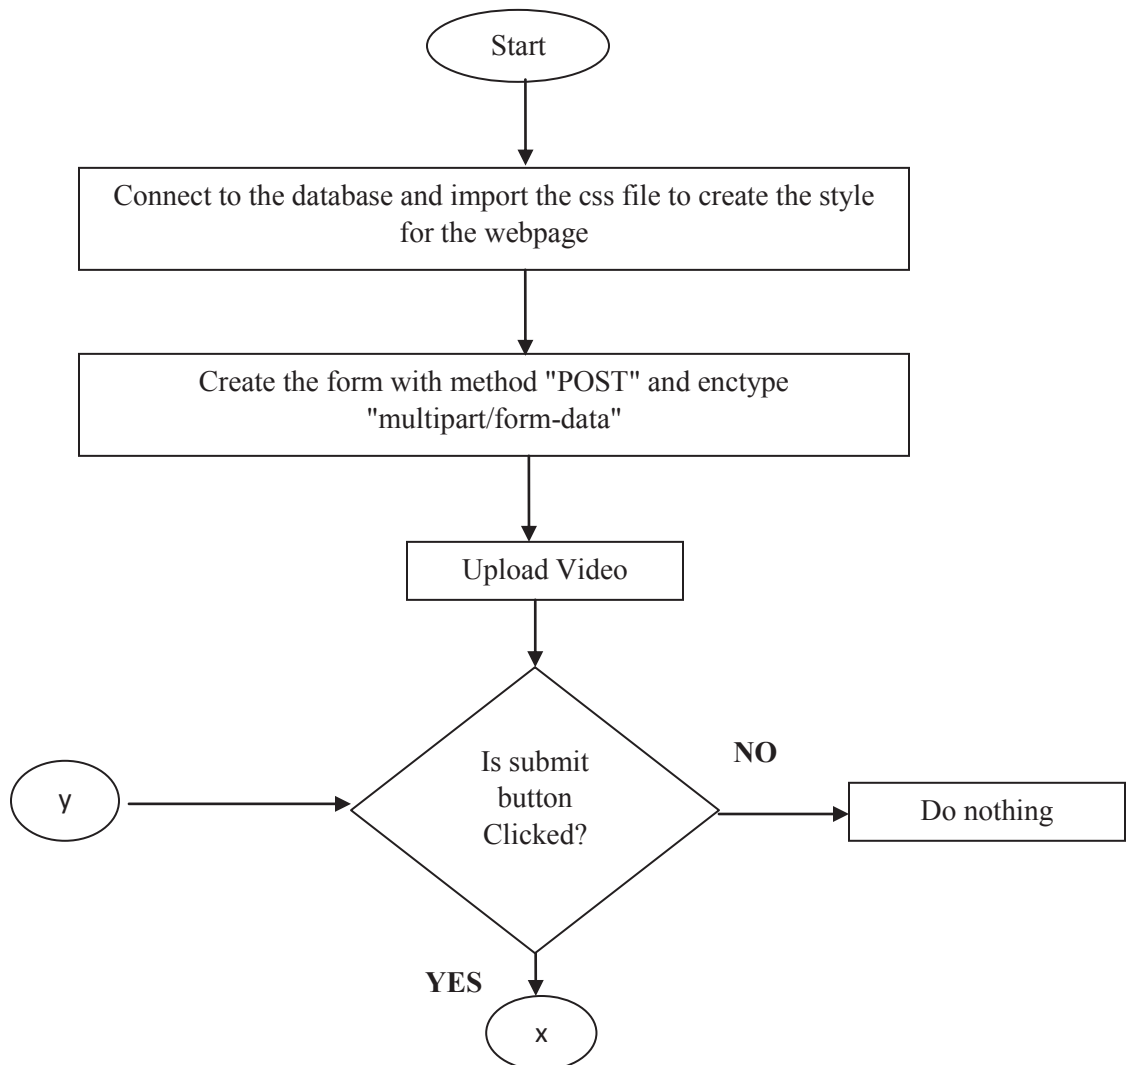 Start
Connect to the database and import the css file to create the style
for the webpage
Create the form with method "POST" and enctype
"multipart/form-data"
Upload Video
Is submit
button
Clicked?
NO
y
Do nothing
YES
x